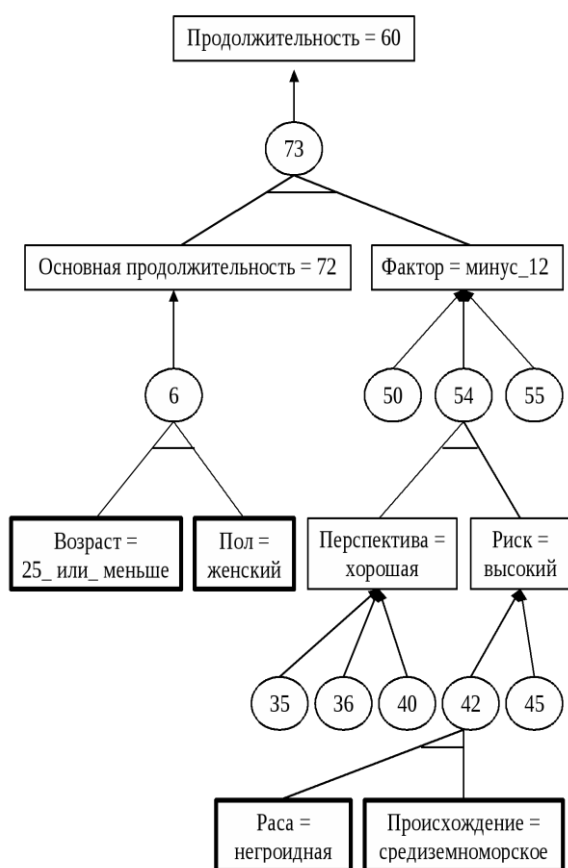 Продолжительность = 60
73
Основная продолжительность = 72
Фактор = минус_12
6
50
54
55
Возраст =
25_ или_ меньше
Пол =
женский
Перспектива =
хорошая
Риск =
высокий
35
36
40
42
45
Раса =
негроидная
Происхождение =
средиземноморское